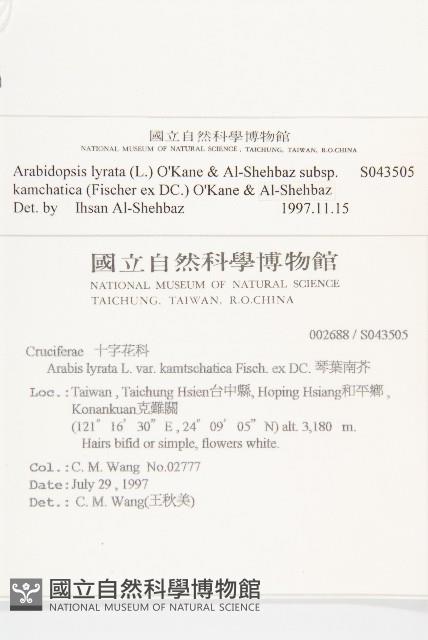 國立自然科學博物館
NATIONAL MUSEUM OF NATURAL SCIENCE, TAICHUNG, TAIWAN, R.O.CHINA
Arabidopsis lyrata (L.) O'Kane & Al-Shehbaz subsp. S043505
kamchatica (Fischer ex DC.) O'Kane & Al-Shehbaz
Det. by Ihsan Al-Shehbaz 1997.11.15
國立自然科學博物館
NATIONAL MUSEUM OF NATURAL SCIENCE
TAICHUNG, TAIWAN, R.O.CHINA
002688 / S043505
Cruciferae 十字花科
Arabis lyrata L. var. kamtschatica Fisch. ex DC. 琴葉南芥
Loc.:Taiwan , Taichung Hsien台中縣, Hoping Hsiang和平鄉 ,
Konankuan克難關
(121° 16' 30" E , 24° 09' 05" N) alt. 3,180 m.
Hairs bifid or simple, flowers white.
Col.:C. M. Wang No.02777
Date:July 29 , 1997
Det.: C. M. Wang(王秋美)
國立自然科學博物館
NATIONAL MUSEUM OF NATURAL SCIENCE